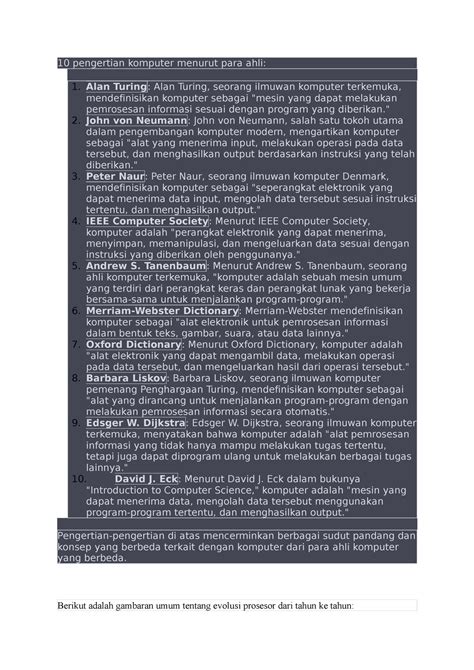 10 pengertian komputer menurut para ahli:
1. Alan Turing: Alan Turing, seorang ilmuwan komputer terkemuka,
mendefinisikan komputer sebagai "mesin yang dapat melakukan
pemrosesan informasi sesuai dengan program yang diberikan."
2. John von Neumann: John von Neumann, salah satu tokoh utama
dalam pengembangan komputer modern, mengartikan komputer
sebagai "alat yang menerima input, melakukan operasi pada data
tersebut, dan menghasilkan output berdasarkan instruksi yang telah
diberikan."
3. Peter Naur: Peter Naur, seorang ilmuwan komputer Denmark,
mendefinisikan komputer sebagai "seperangkat elektronik yang
dapat menerima data input, mengolah data tersebut sesuai instruksi
tertentu, dan menghasilkan output."
4. IEEE Computer Society: Menurut IEEE Computer Society,
komputer adalah "perangkat elektronik yang dapat menerima,
menyimpan, memanipulasi, dan mengeluarkan data sesuai dengan
instruksi yang diberikan oleh penggunanya."
5. Andrew S. Tanenbaum: Menurut Andrew S. Tanenbaum, seorang
ahli komputer terkemuka, "komputer adalah sebuah mesin umum
yang terdiri dari perangkat keras dan perangkat lunak yang bekerja
bersama-sama untuk menjalankan program-program."
6. Merriam-Webster Dictionary: Merriam-Webster mendefinisikan
komputer sebagai "alat elektronik untuk pemrosesan informasi
dalam bentuk teks, gambar, suara, atau data lainnya."
7. Oxford Dictionary: Menurut Oxford Dictionary, komputer adalah
"alat elektronik yang dapat mengambil data, melakukan operasi
pada data tersebut, dan mengeluarkan hasil dari operasi tersebut."
8. Barbara Liskov: Barbara Liskov, seorang ilmuwan komputer
pemenang Penghargaan Turing, mendefinisikan komputer sebagai
"alat yang dirancang untuk menjalankan program-program dengan
melakukan pemrosesan informasi secara otomatis."
9. Edsger W. Dijkstra: Edsger W. Dijkstra, seorang ilmuwan komputer
terkemuka, menyatakan bahwa komputer adalah "alat pemrosesan
informasi yang tidak hanya mampu melakukan tugas tertentu,
tetapi juga dapat diprogram ulang untuk melakukan berbagai tugas
lainnya."
10. David J. Eck: Menurut David J. Eck dalam bukunya
"Introduction to Computer Science," komputer adalah "mesin yang
dapat menerima data, mengolah data tersebut menggunakan
program-program tertentu, dan menghasilkan output."
Pengertian-pengertian di atas mencerminkan berbagai sudut pandang dan
konsep yang berbeda terkait dengan komputer dari para ahli komputer
yang berbeda.
Berikut adalah gambaran umum tentang evolusi prosesor dari tahun ke tahun: